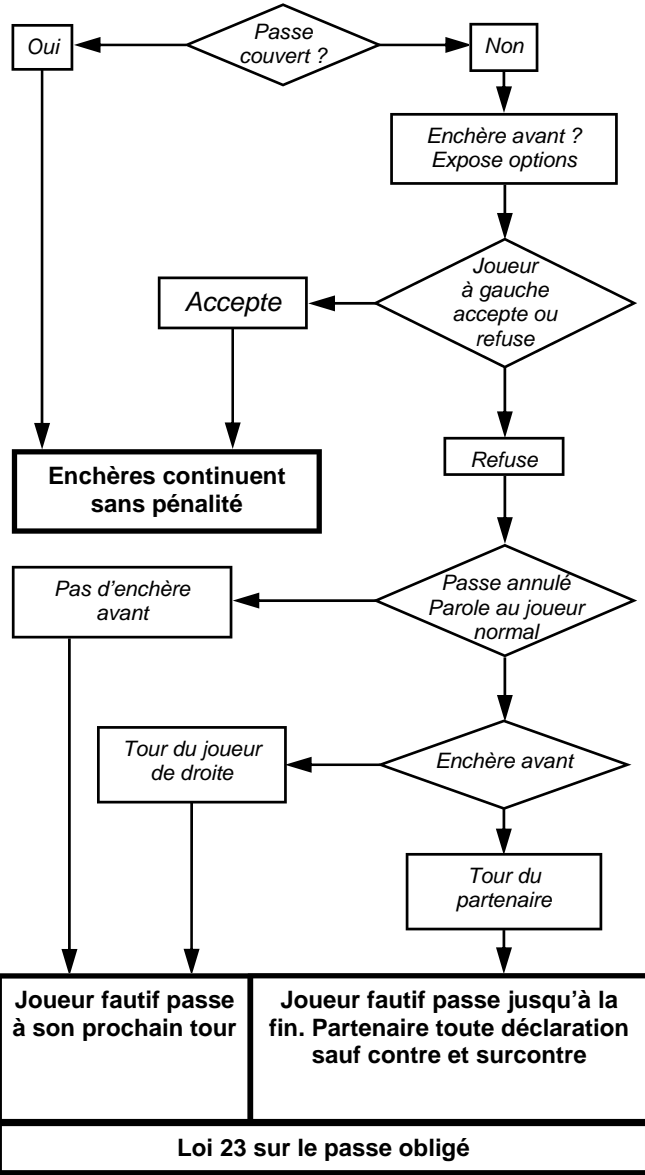 Passe
couvert ?
Oui
Non
Enchère avant ?
Expose options
Joueur
à gauche
accepte ou
refuse
Accepte
Refuse
Enchères continuent
sans pénalité
Passe annulé
Parole au joueur
normal
Pas d’enchère
avant
Enchère avant
Tour du joueur
de droite
Tour du
partenaire
Joueur fautif passe
à son prochain tour
Joueur fautif passe jusqu’à la
fin. Partenaire toute déclaration
sauf contre et surcontre
Loi 23 sur le passe obligé